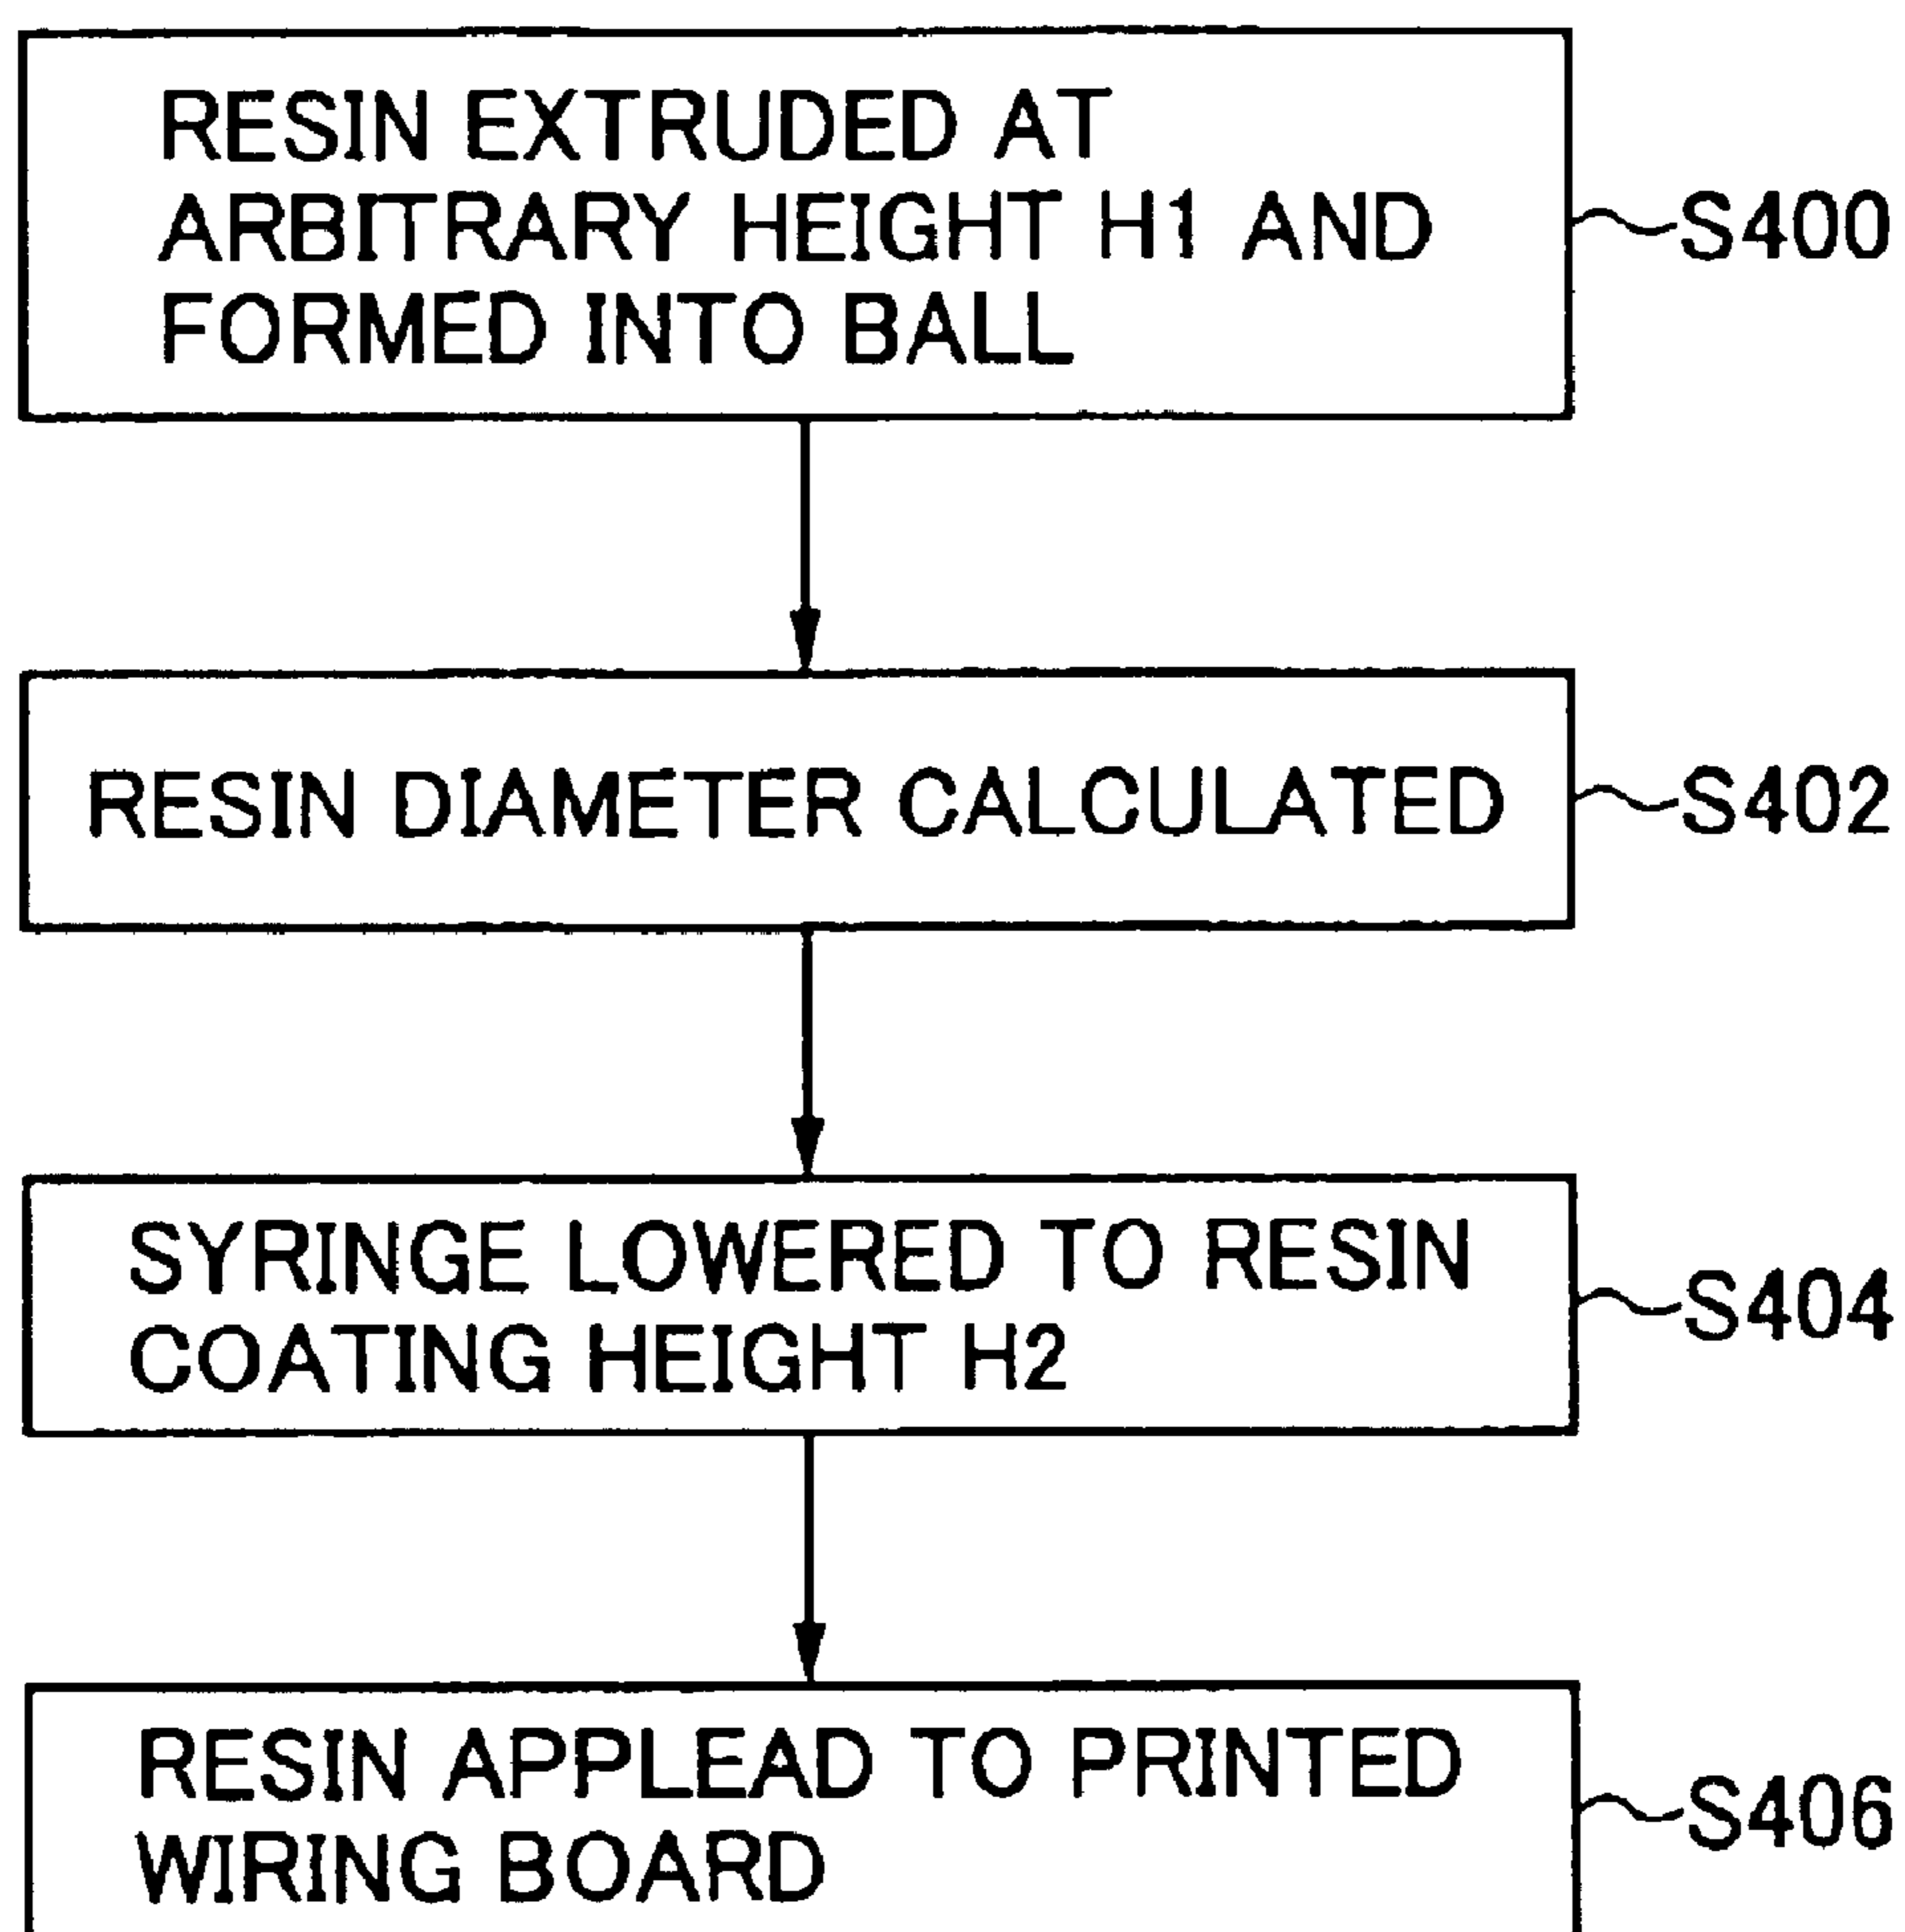 RESIN EXTRUDED AT
ARBITRARY HEIGHT H1 AND
FORMED INTO BALL
S400
RESIN DIAMETER CALCULATED
S402
SYRINGE LOWERED TO RESIN
COATING HEIGHT H2
S404
RESIN APPLEAD TO PRINTED
WIRING BOARD
S406